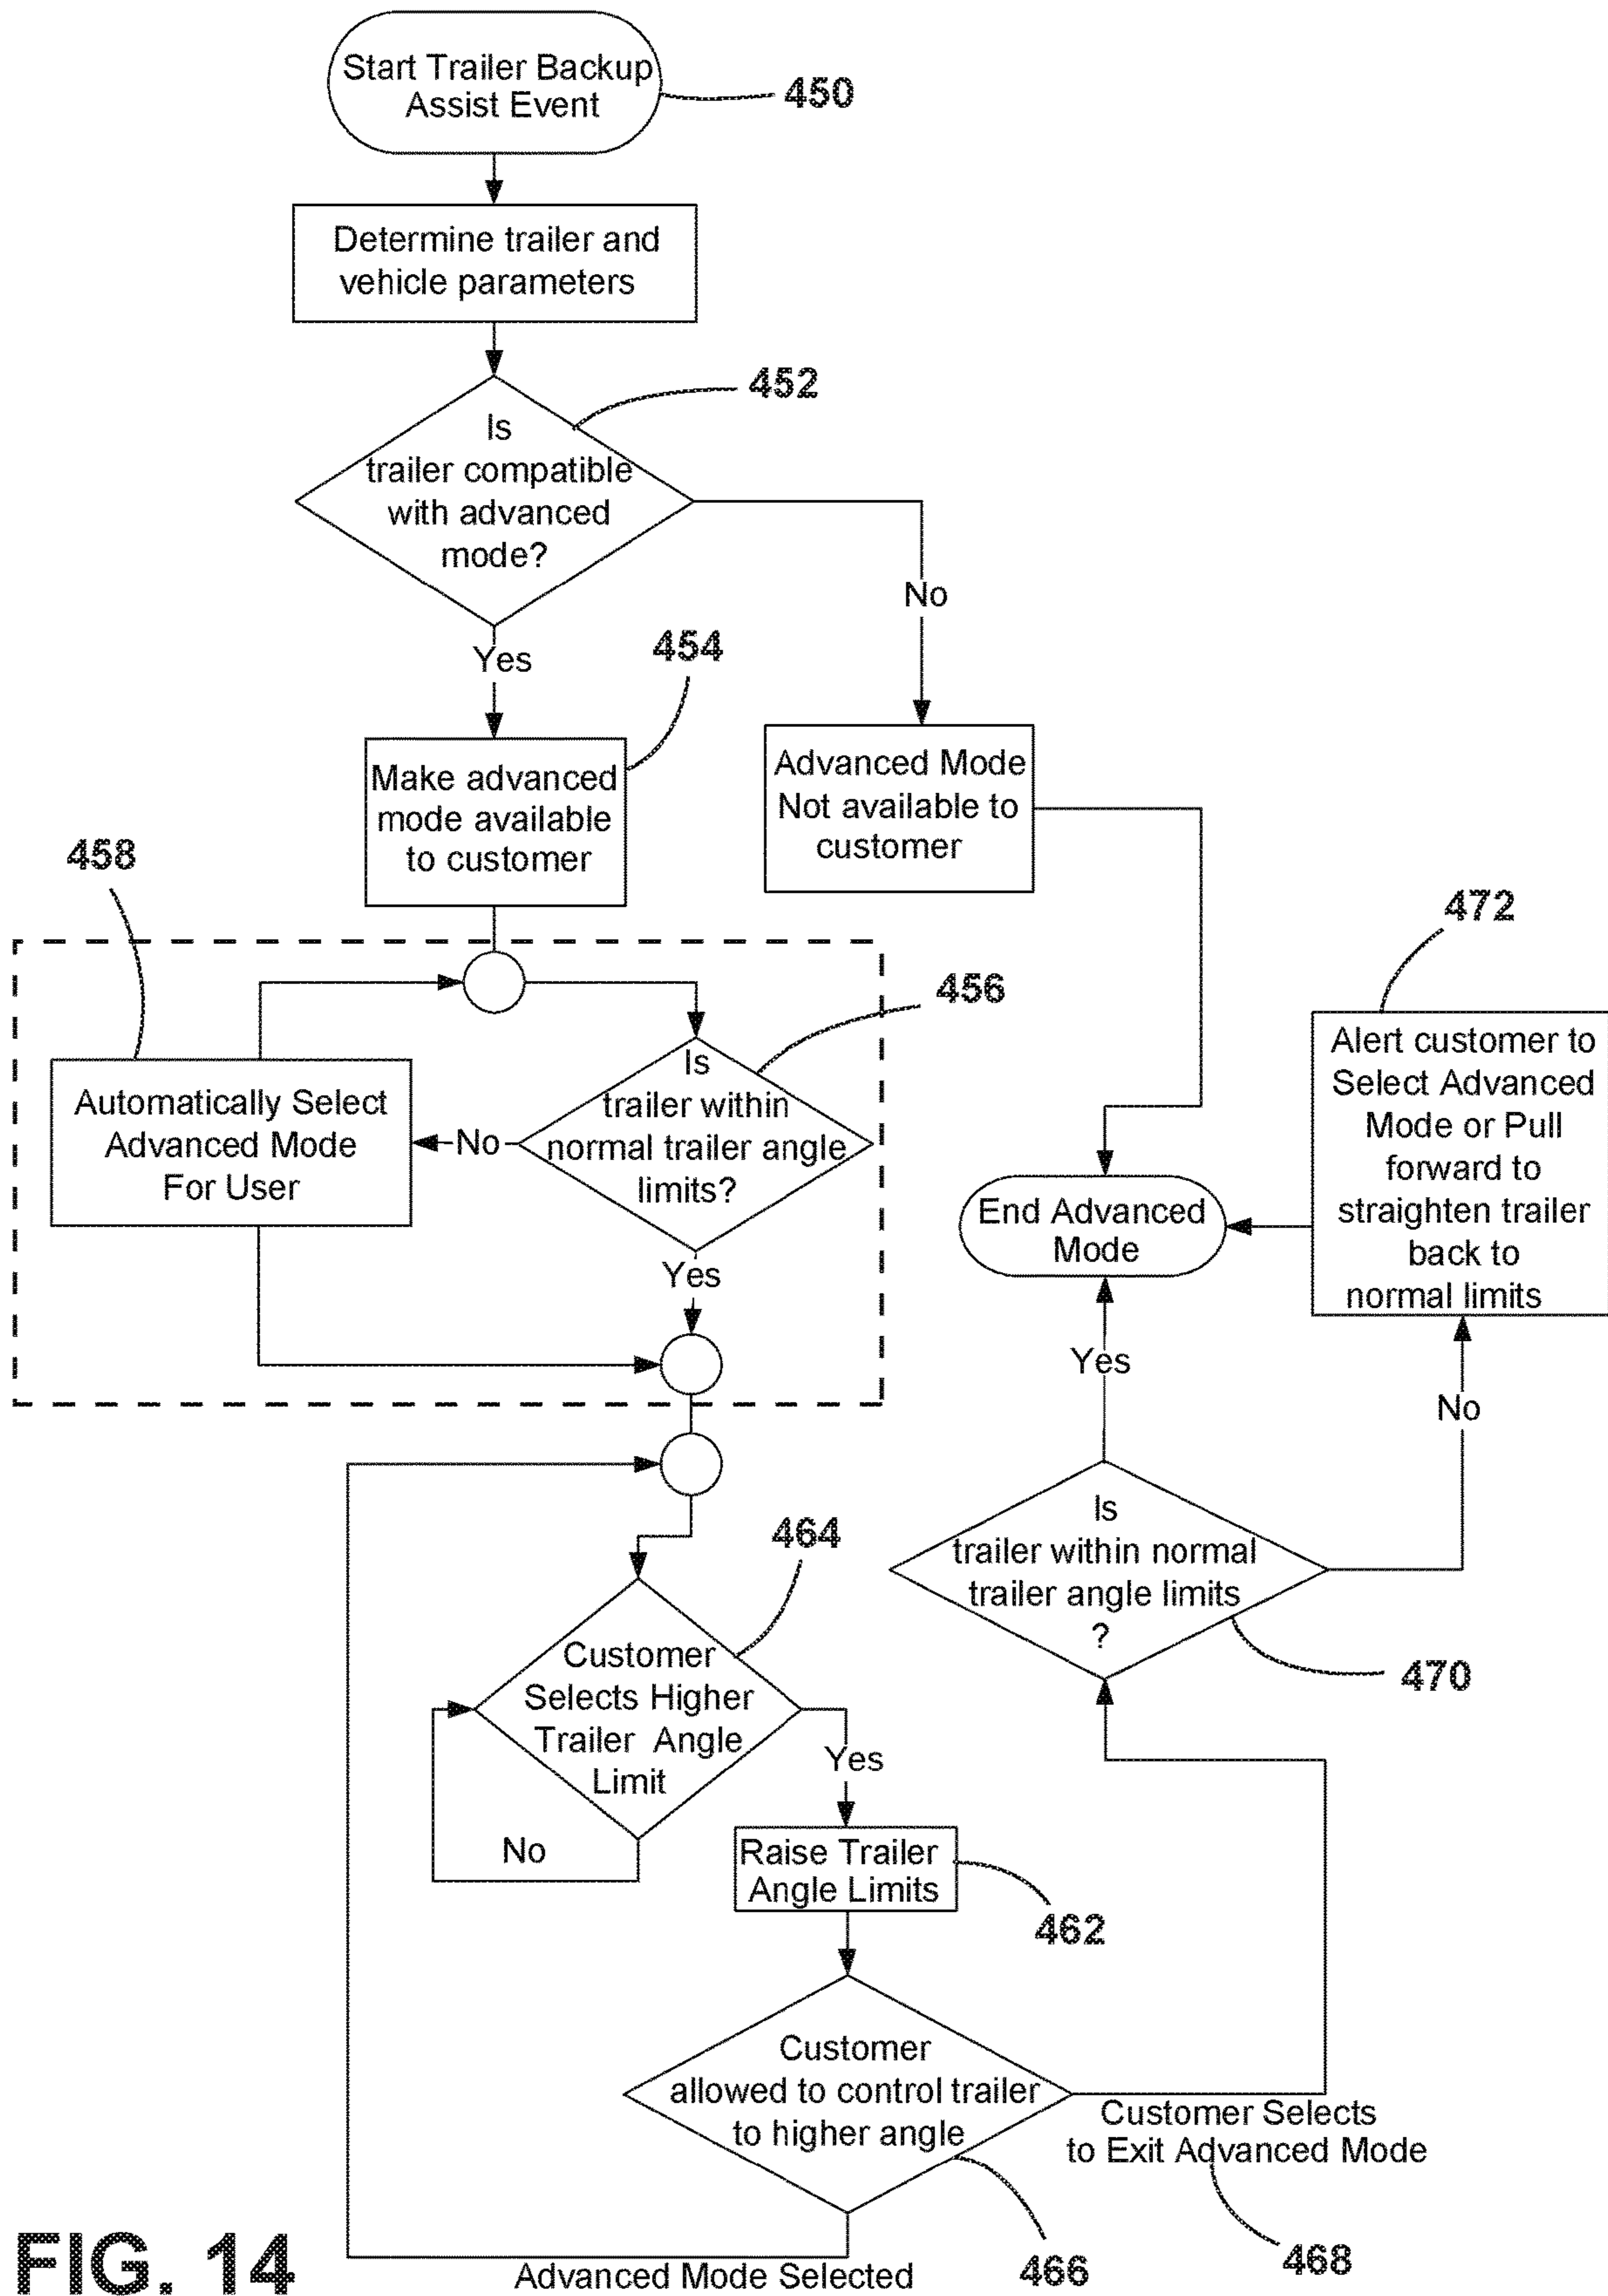 Start Trailer Backup
Assist Event
450
Determine trailer and
vehicle parameters
452
Is
trailer compatible
with advanced
mode?
No
Yes
454
Make advanced
mode available
to customer
Advanced Mode
Not available to
customer
458
472
456
Is
trailer within
normal trailer angle
limits?
No
Automatically Select
Advanced Mode
For User
Yes
Alert customer to
Select Advanced
Mode or Pull
forward to
straighten trailer
back to
normal limits
End Advanced
Mode
Yes
No
Is
trailer within normal
trailer angle limits
?
470
464
Customer
Selects Higher
Trailer Angle
Limit
Yes
No
Raise Trailer
Angle Limits
462
Customer
allowed to control trailer
to higher angle
Customer Selects
to Exit Advanced Mode
466
468
Advanced Mode Selected
FIG. 14